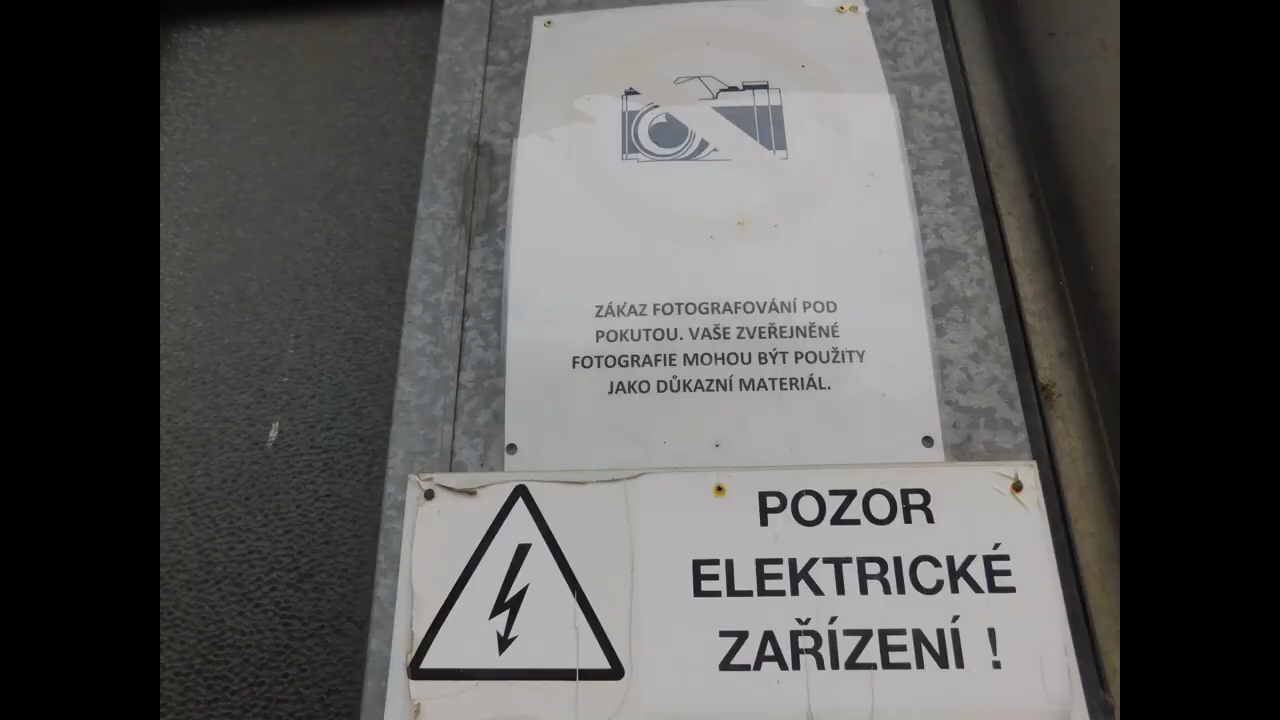 ZÁKAZ FOTOGRAFOVÁNÍ POD
POKUTOU. VAŠE ZVEŘEJNĚNÉ
FOTOGRAFIE MOHOU BÝT POUŽITY
JAKO DŮKAZNÍ MATERIÁL.
POZOR
ELEKTRICKÉ
ZAŘÍZENÍ !